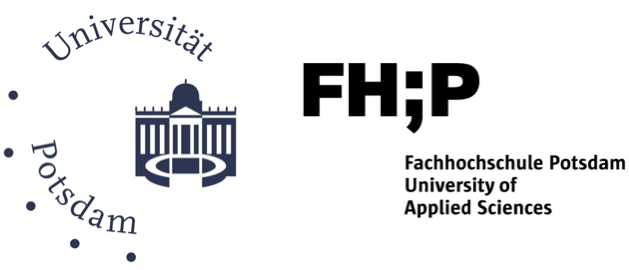 Universität
Potsdam
FH;P
Fachhochschule Potsdam
University of
Applied Sciences